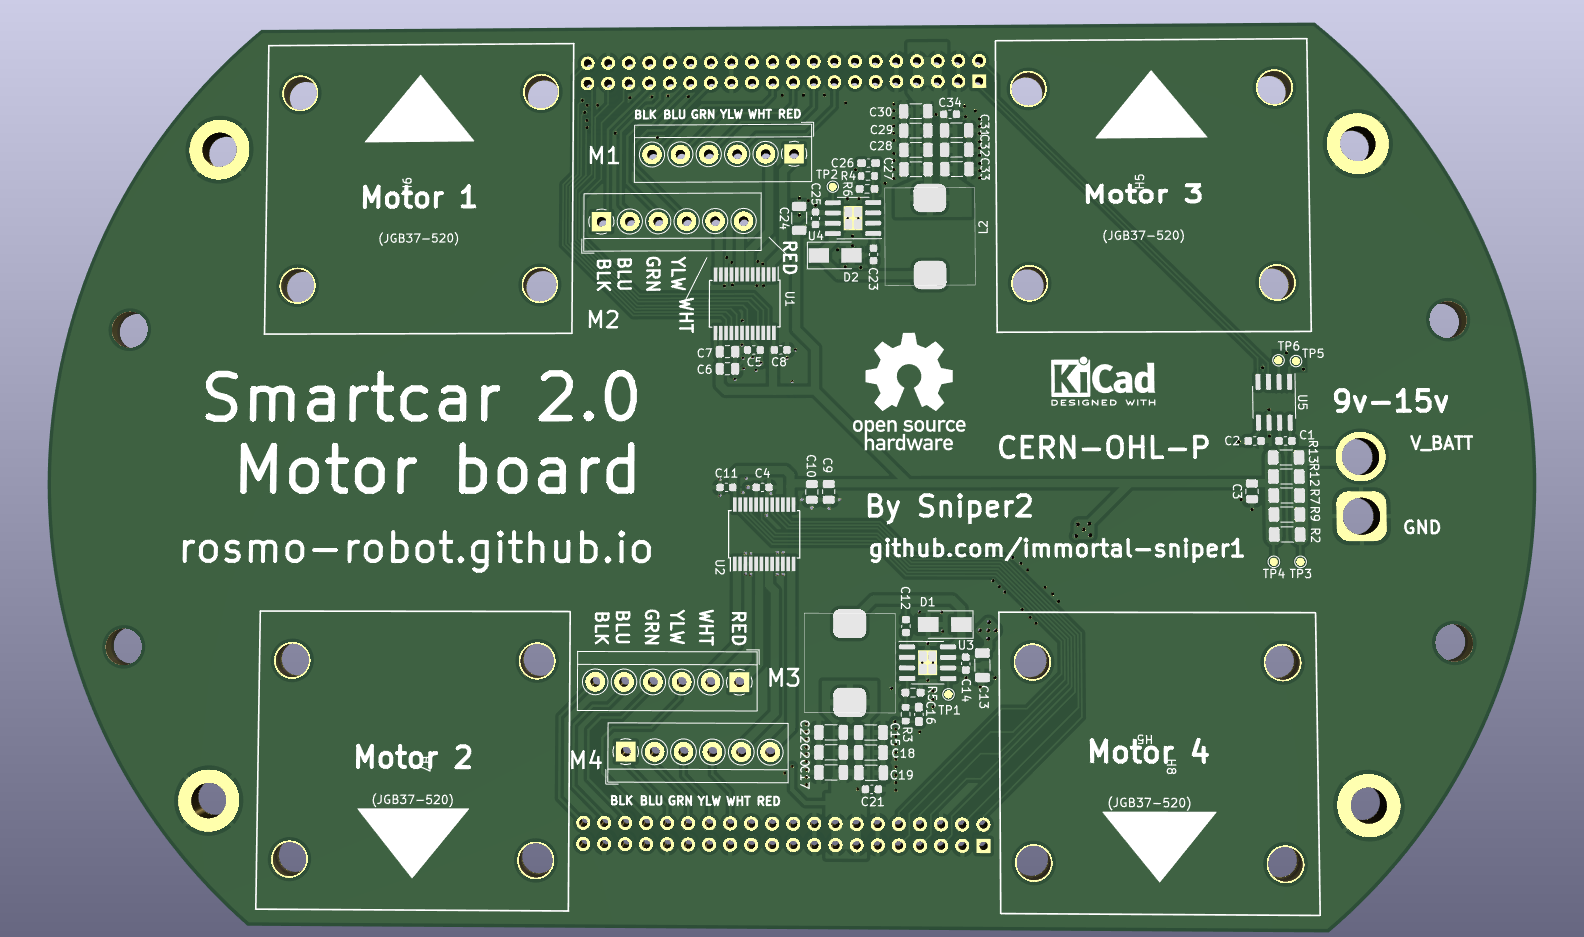 BLK BLU GRN YLW WHT RED
M1
Motor 1
(JGB37-520)
Motor 3
H5
(JGB37-520)
C30
C34
C29
C31
C28
C32
C27
C33
C26
R4
TP2
R6
C25
C24
U4
L2
D2
C23
RED
BLK
BLU
GRN
YLW
WHT
M2
U1
C7
C5
C8
C6
TP6
TP5
U5
9v-15v
V_BATT
GND
C2
C1
R13
R12
R7
R9
R2
C3
TP4
TP3
Smartcar 2.0
Motor board
rosmo-robot.github.io
open source
hardware
KiCad
DESIGNED WITH
CERN-OHL-P
By Sniper2
github.com/immortal-sniper1
C11
C4
C10
C9
U2
BLK
BLU
GRN
YLW
WHT
RED
M3
C12
D1
U3
C14
C13
TP1
R5
C16
R3
C22
C20
C17
C15
C18
C19
C21
M4
BLK BLU GRN YLW WHT RED
Motor 2
(JGB37-520)
Motor 4
H5
H8
(JGB37-520)